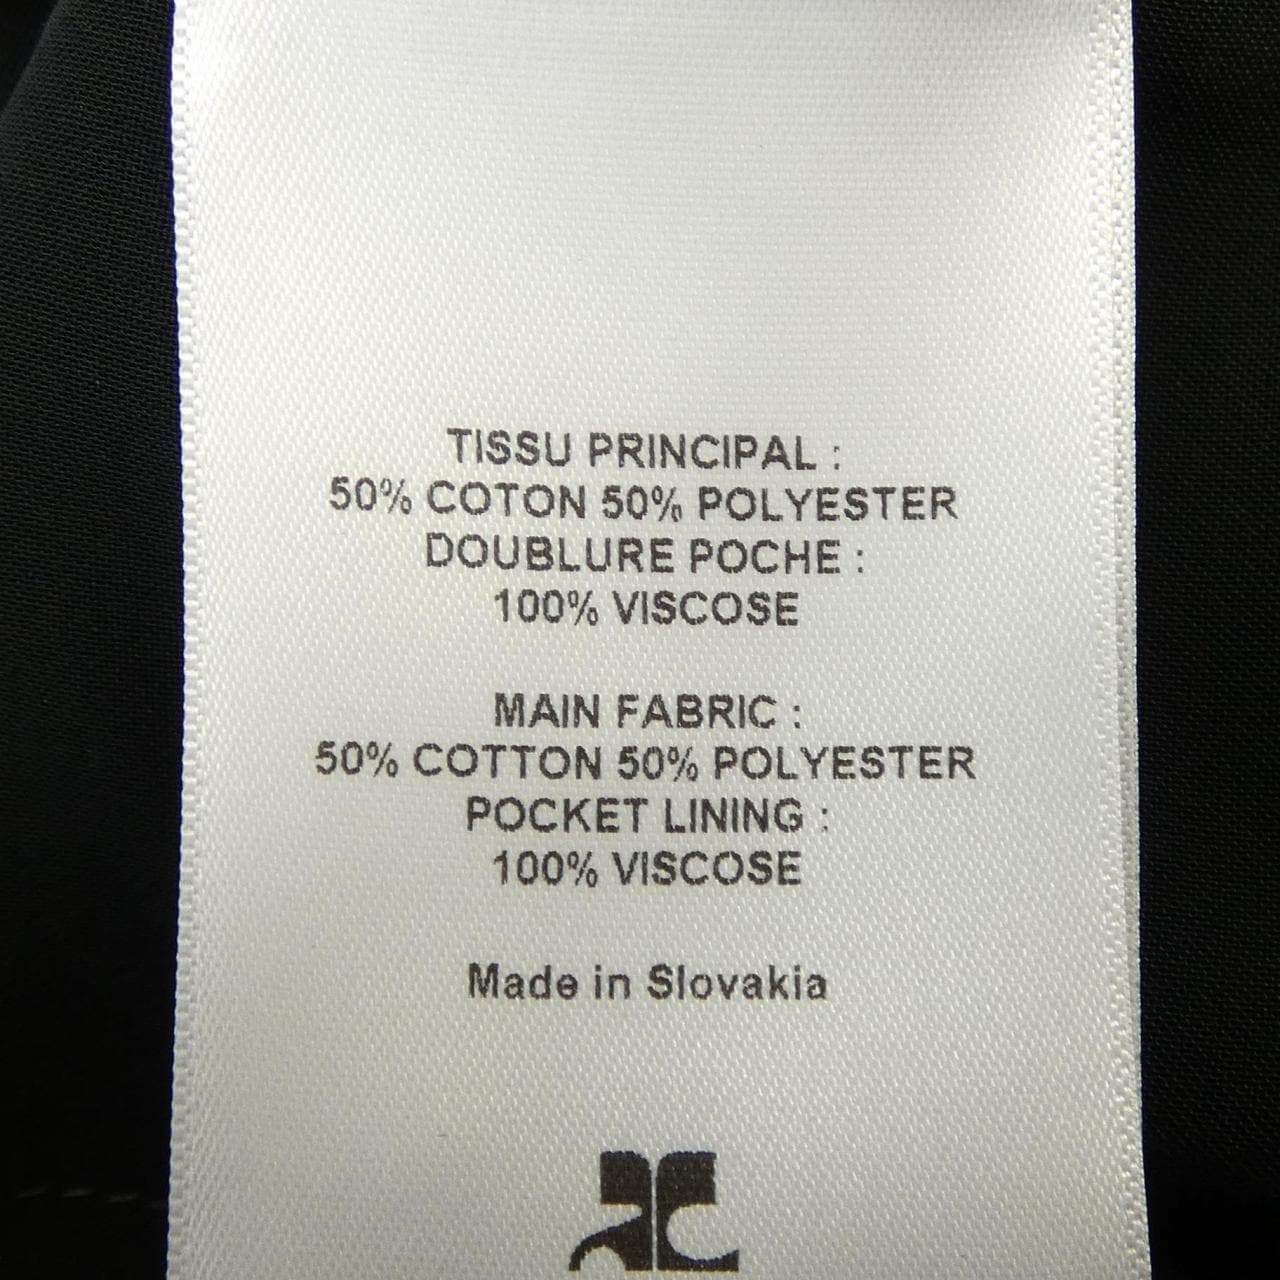 TISSU PRINCIPAL :
50% COTON 50% POLYESTER
DOUBLURE POCHE :
100% VISCOSE
MAIN FABRIC :
50% COTTON 50% POLYESTER
POCKET LINING :
100% VISCOSE
Made in Slovakia